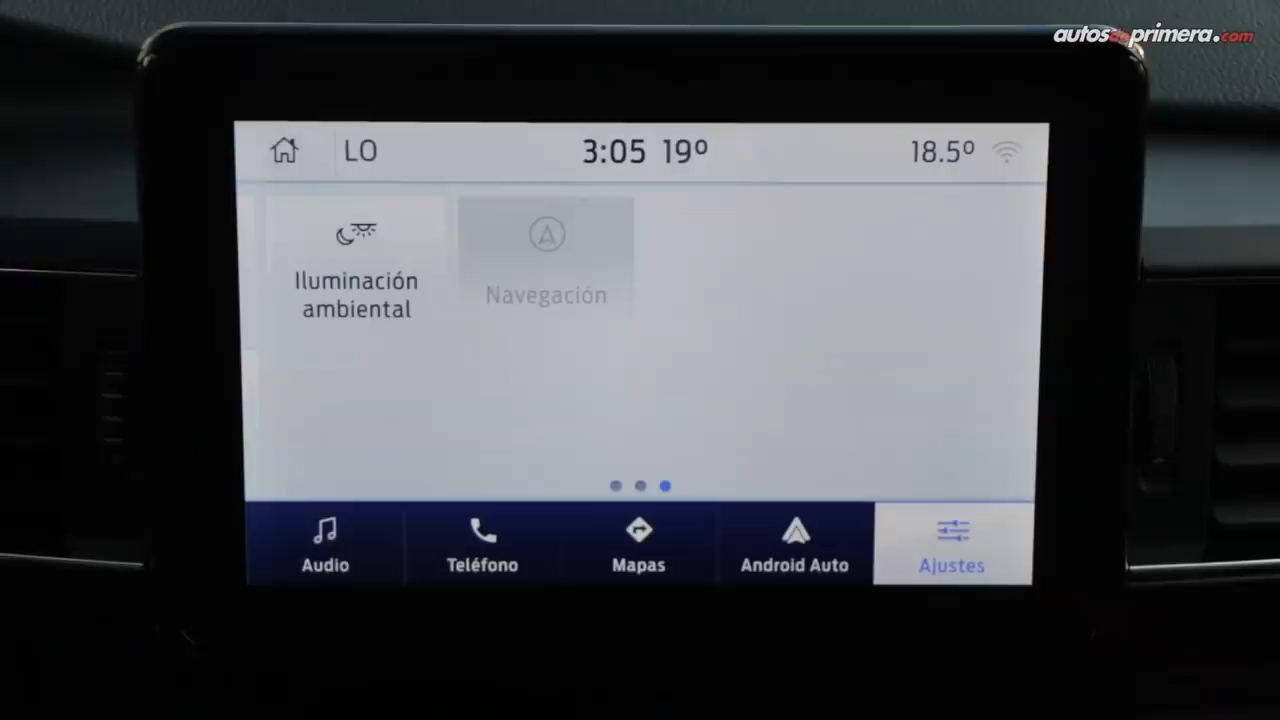 autosdeprimera.com
LO
3:05 19º
18.5º
Iluminación
ambiental
Navegación
Audio
Teléfono
Mapas
Android Auto
Ajustes